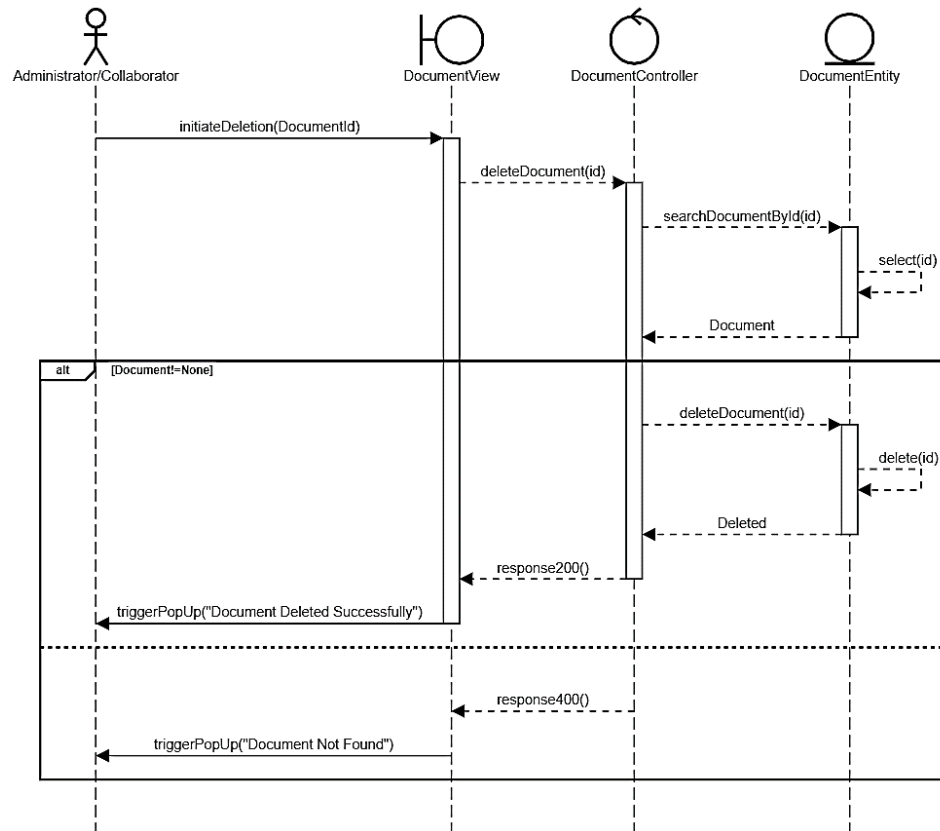 Administrator/Collaborator
DocumentView
DocumentController
DocumentEntity
initiateDeletion(DocumentId)
deleteDocument(id)
searchDocumentById(id)
select(id)
Document
alt
[Document!=None]
deleteDocument(id)
delete(id)
Deleted
response200()
triggerPopUp("Document Deleted Successfully")
response400()
triggerPopUp("Document Not Found")